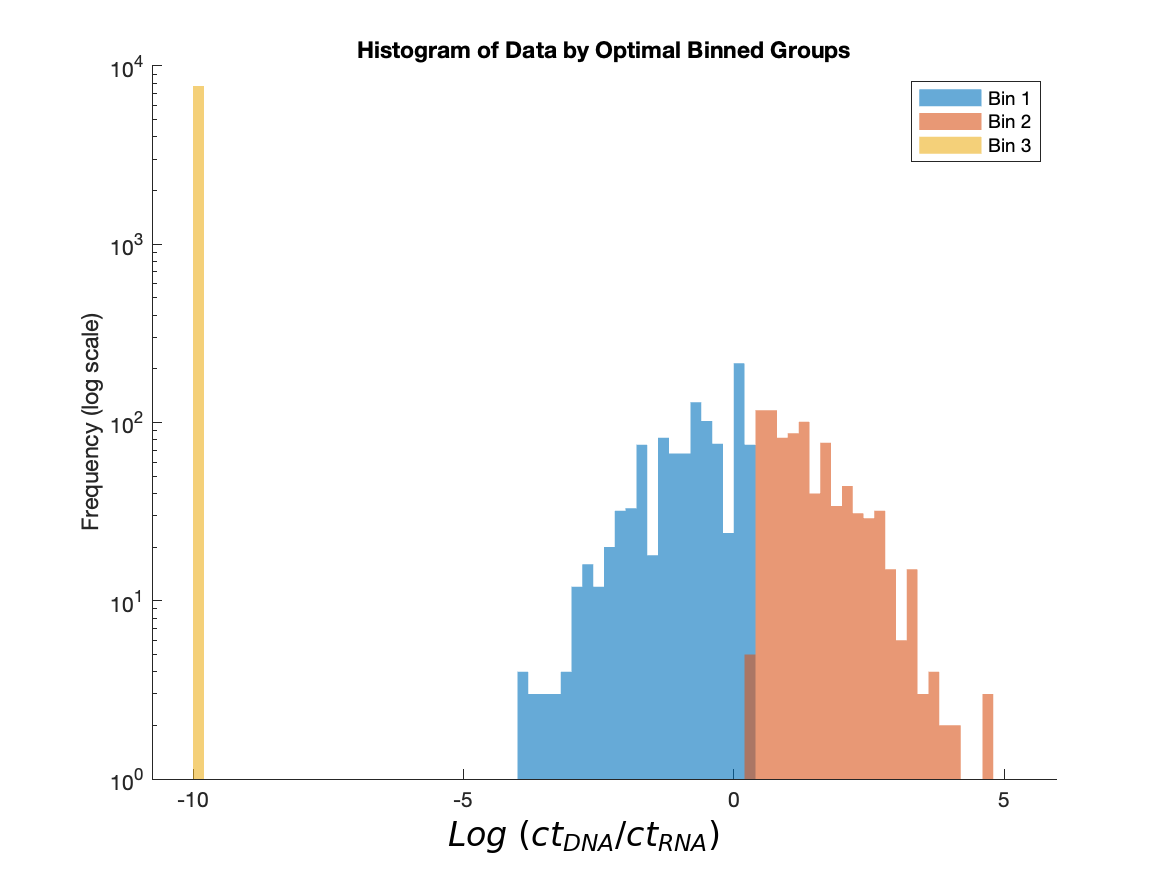 Histogram of Data by Optimal Binned Groups
10^4
10^3
10^2
10^1
10^0
Frequency (log scale)
Bin 1
Bin 2
Bin 3
-10
-5
0
5
Log (ct_DNA/ct_RNA)